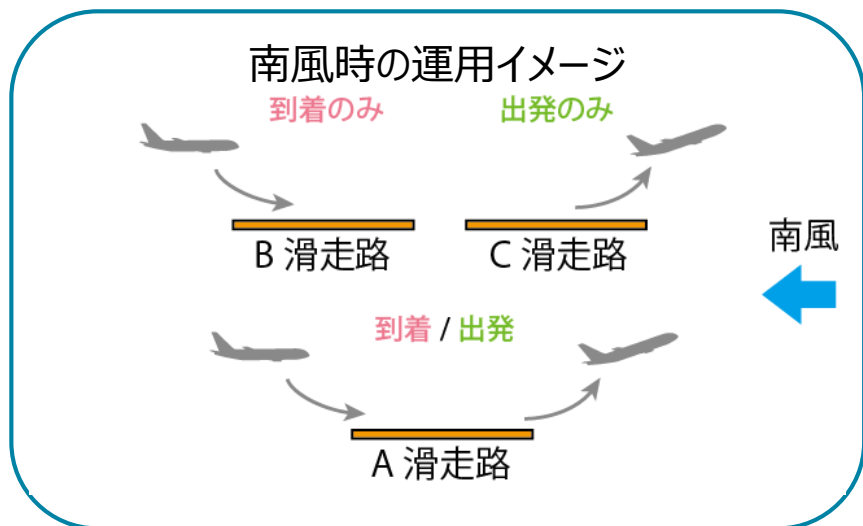 南風時の運用イメージ
到着のみ
出発のみ
B 滑走路
C 滑走路
南風
到着 / 出発
A 滑走路